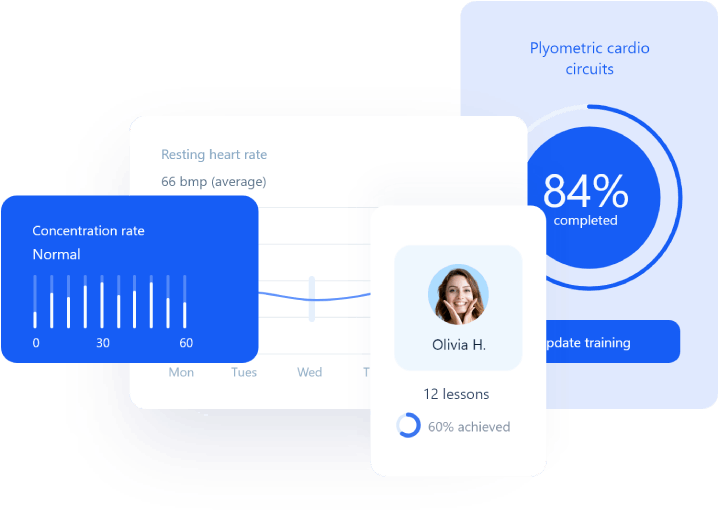 Plyometric cardio
circuits
84%
completed
Resting heart rate
66 bmp (average)
Concentration rate
Normal
0 30 60
Mon Tues Wed
Olivia H.
12 lessons
60% achieved
training